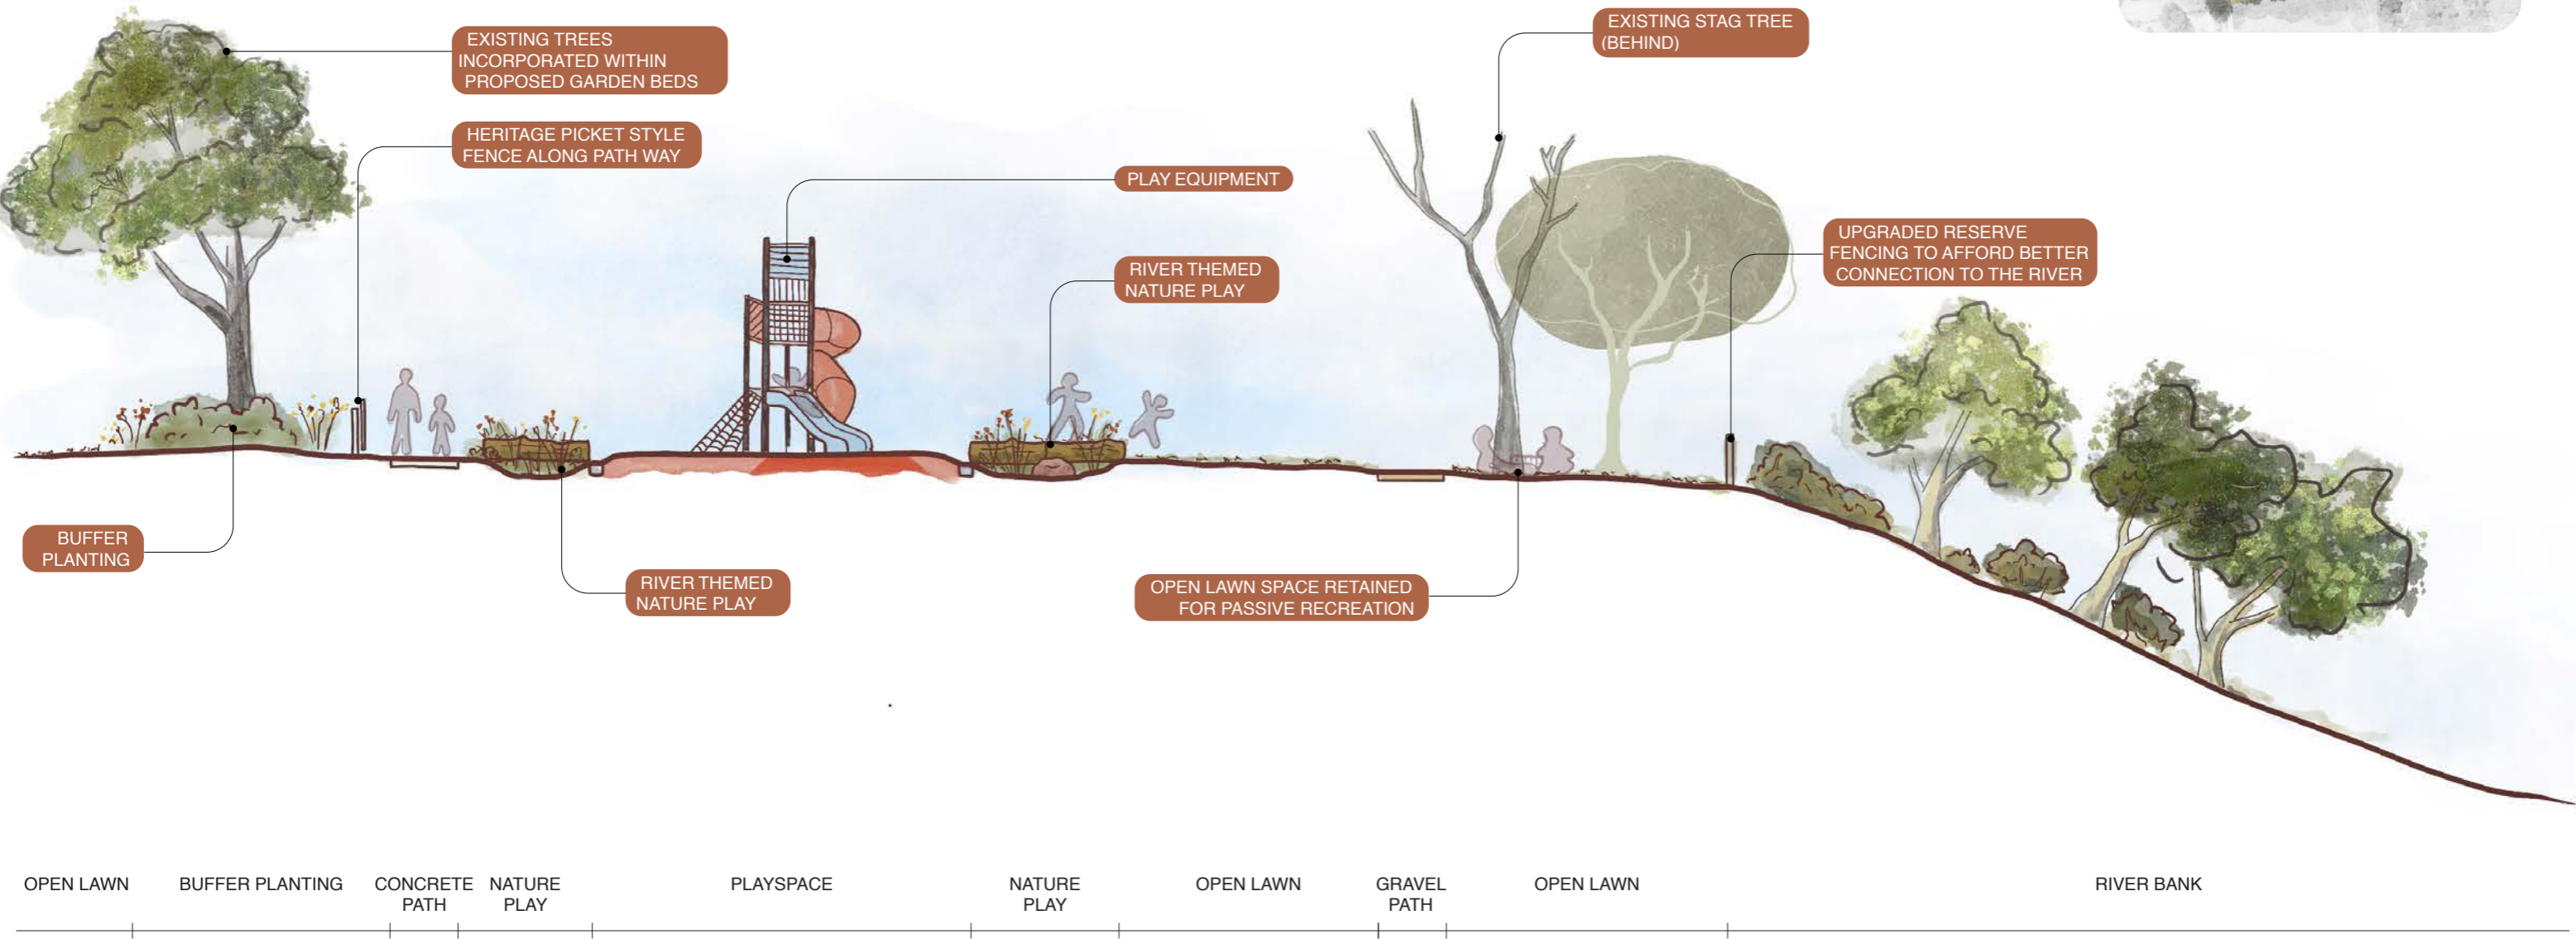 EXISTING TREES
INCORPORATED WITHIN
PROPOSED GARDEN BEDS
EXISTING STAG TREE
(BEHIND)
HERITAGE PICKET STYLE
FENCE ALONG PATH WAY
PLAY EQUIPMENT
RIVER THEMED
NATURE PLAY
UPGRADED RESERVE
FENCING TO AFFORD BETTER
CONNECTION TO THE RIVER
BUFFER
PLANTING
RIVER THEMED
NATURE PLAY
OPEN LAWN SPACE RETAINED
FOR PASSIVE RECREATION
OPEN LAWN
BUFFER PLANTING
CONCRETE
PATH
NATURE
PLAY
PLAYSPACE
NATURE
PLAY
OPEN LAWN
GRAVEL
PATH
OPEN LAWN
RIVER BANK